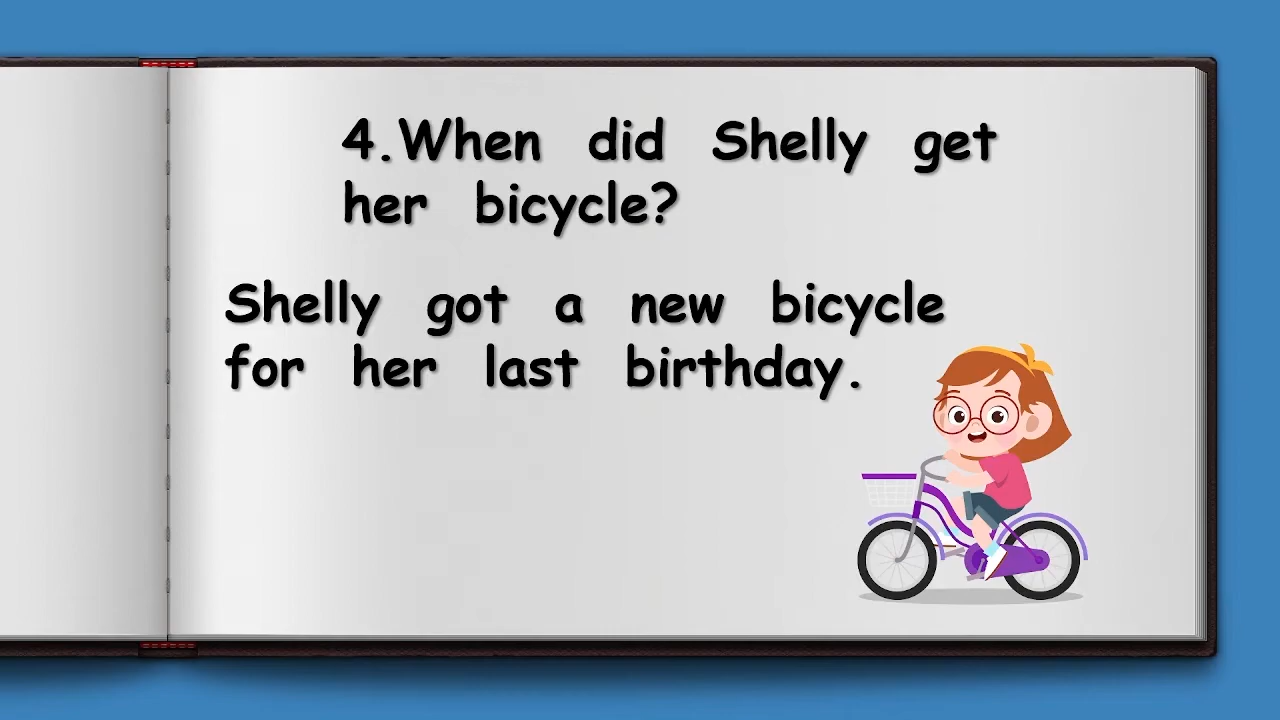 4.When did Shelly get
her bicycle?
Shelly got a new bicycle
for her last birthday.